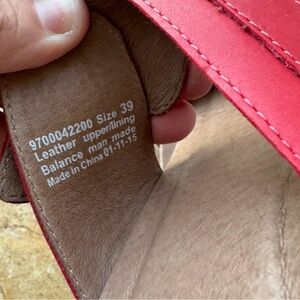 9700042200 Size 39
Leather upper/lining
Balance man made
Made in China 01-11-15